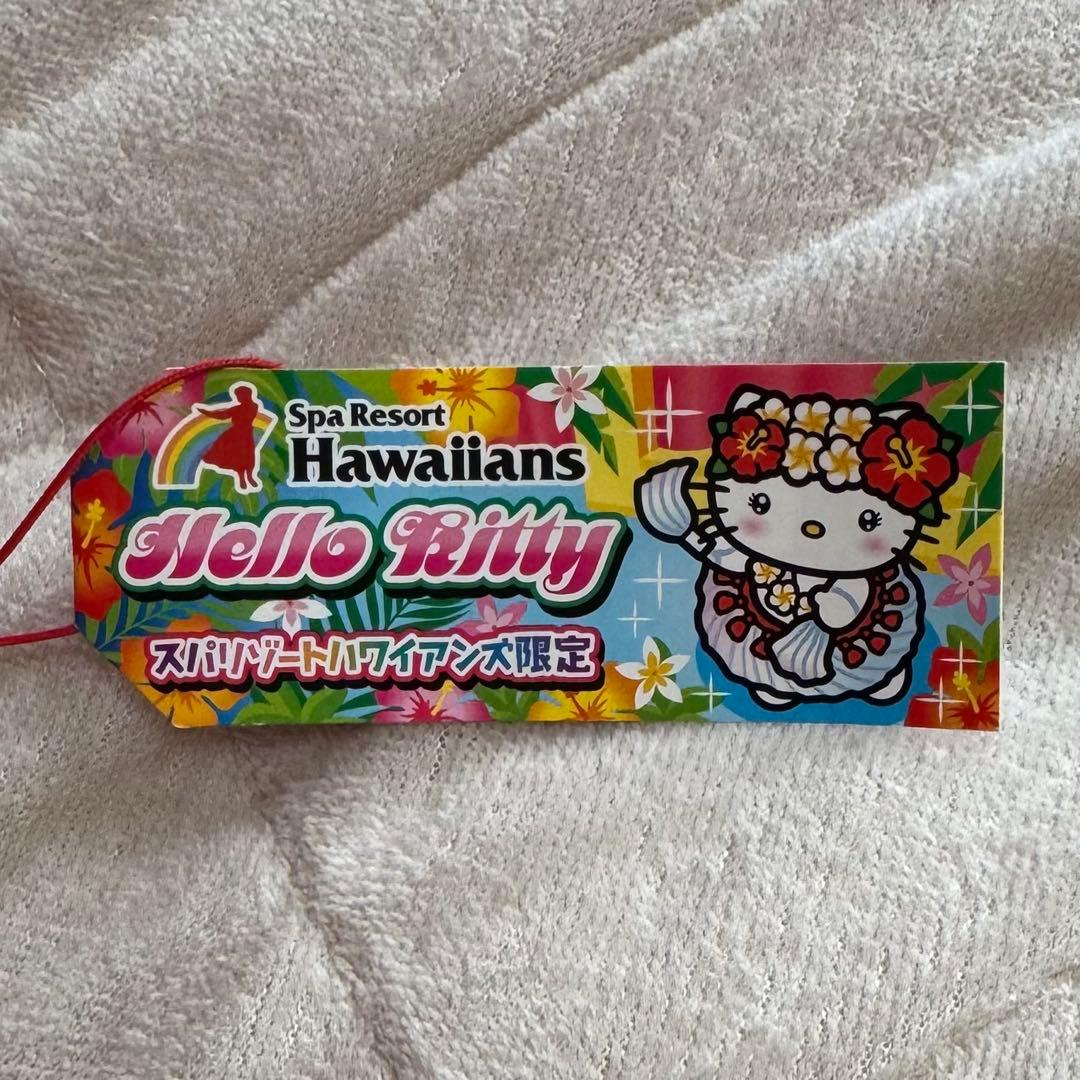 Spa Resort
Hawaiians
Hello Kitty
スパリゾートハワイアンズ限定